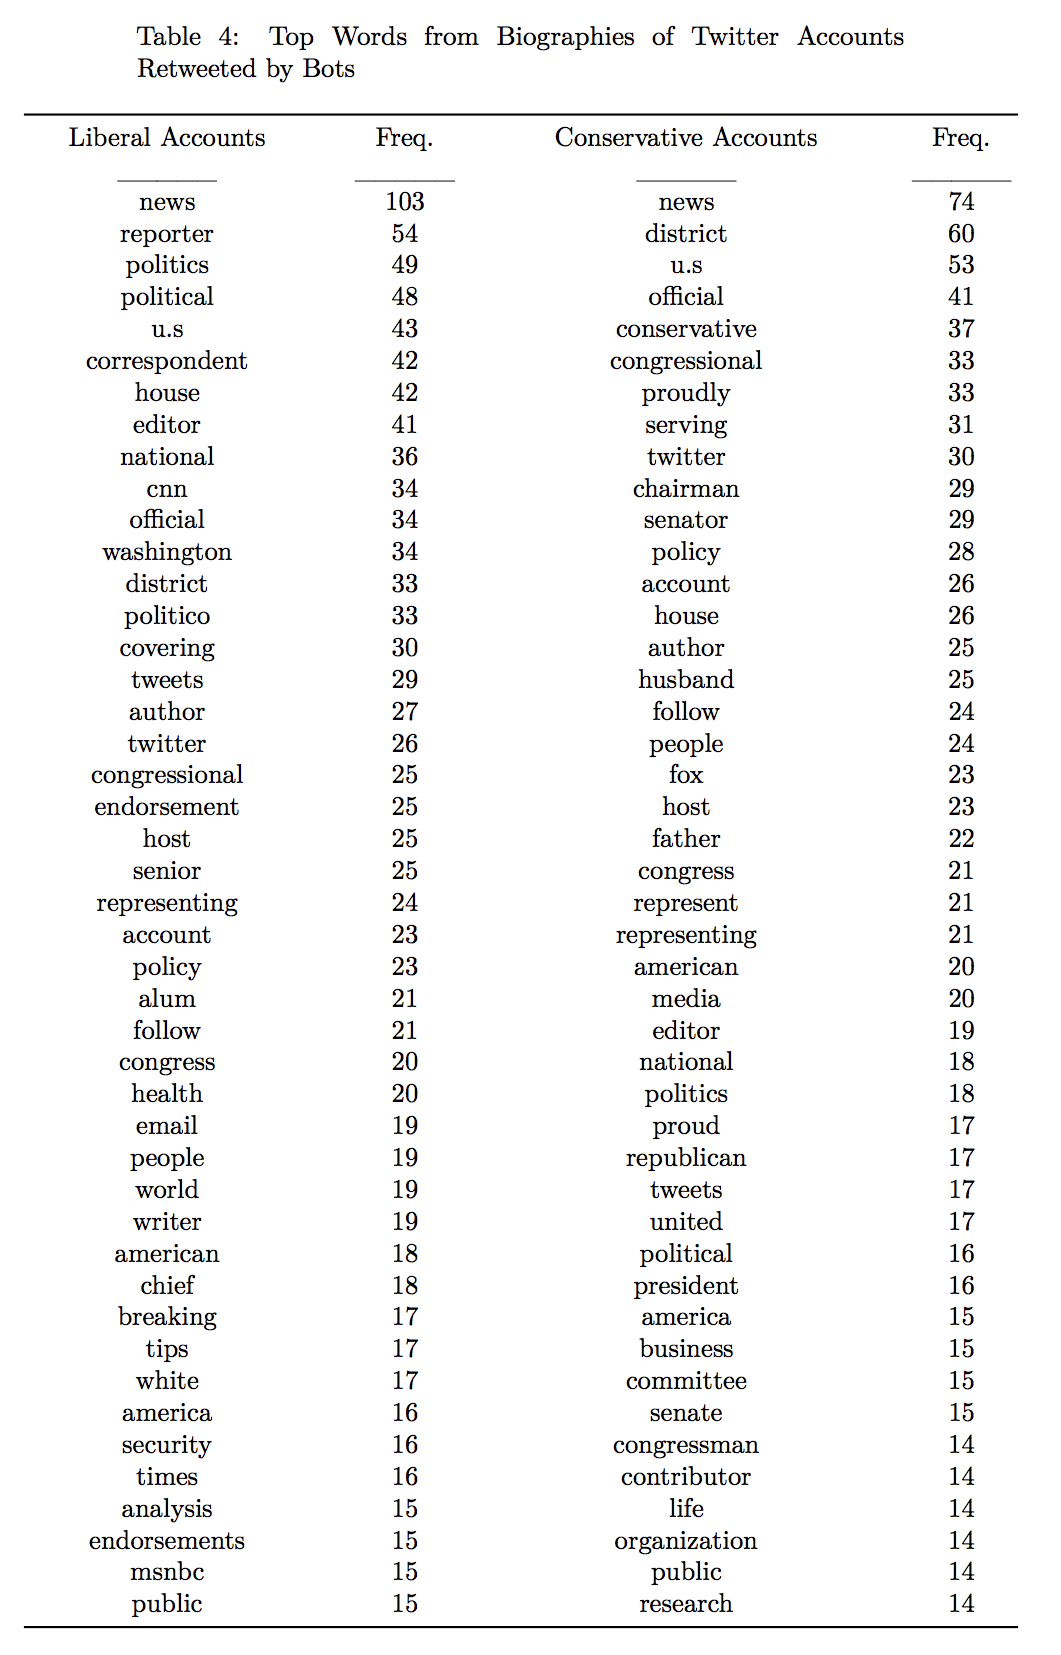 Table 4: Top Words from Biographies of Twitter Accounts
Retweeted by Bots
Liberal Accounts Freq. Conservative Accounts Freq.
news 103 news 74
reporter 54 district 60
politics 49 u.s 53
political 48 official 41
u.s 43 conservative 37
correspondent 42 congressional 33
house 42 proudly 33
editor 41 serving 31
national 36 twitter 30
cnn 34 chairman 29
official 34 senator 29
washington 34 policy 28
district 33 account 26
politico 33 house 26
covering 30 author 25
tweets 29 husband 25
author 27 follow 24
twitter 26 people 24
congressional 25 fox 23
endorsement 25 host 23
host 25 father 22
senior 25 congress 21
representing 24 represent 21
account 23 representing 21
policy 23 american 20
alum 21 media 20
follow 21 editor 19
congress 20 national 18
health 20 politics 18
email 19 proud 17
people 19 republican 17
world 19 tweets 17
writer 19 united 17
american 18 political 16
chief 18 president 16
breaking 17 america 15
tips 17 business 15
white 17 committee 15
america 16 senate 15
security 16 congressman 14
times 16 contributor 14
analysis 15 life 14
endorsements 15 organization 14
msnbc 15 public 14
public 15 research 14